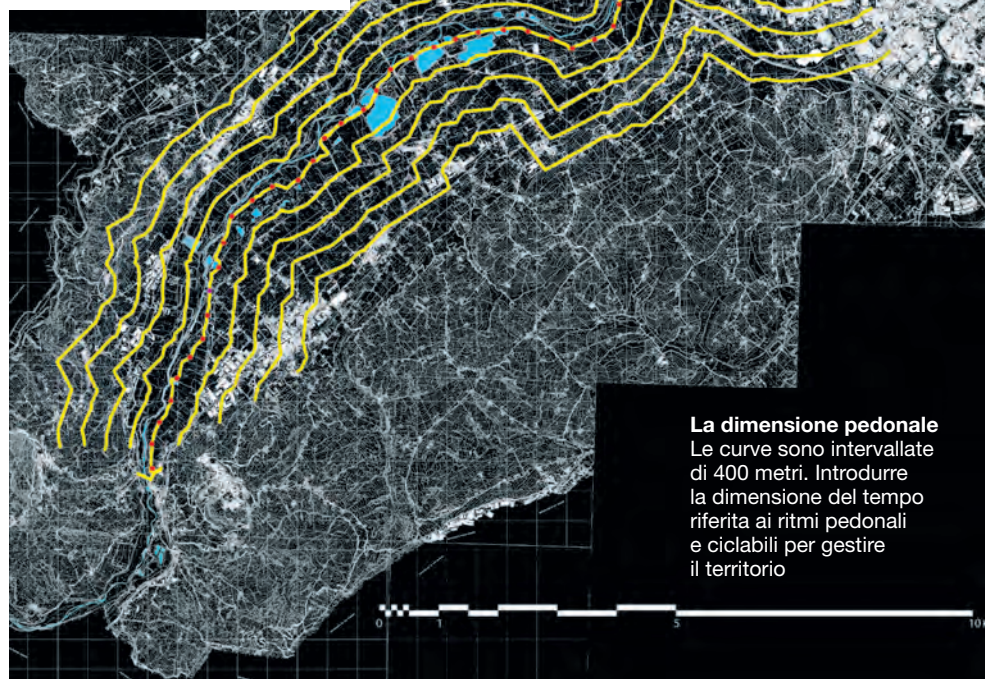 La dimensione pedonale
Le curve sono intervallate
di 400 metri. Introdurre
la dimensione del tempo
riferita ai ritmi pedonali
e ciclabili per gestire
il territorio
0 1 5 10